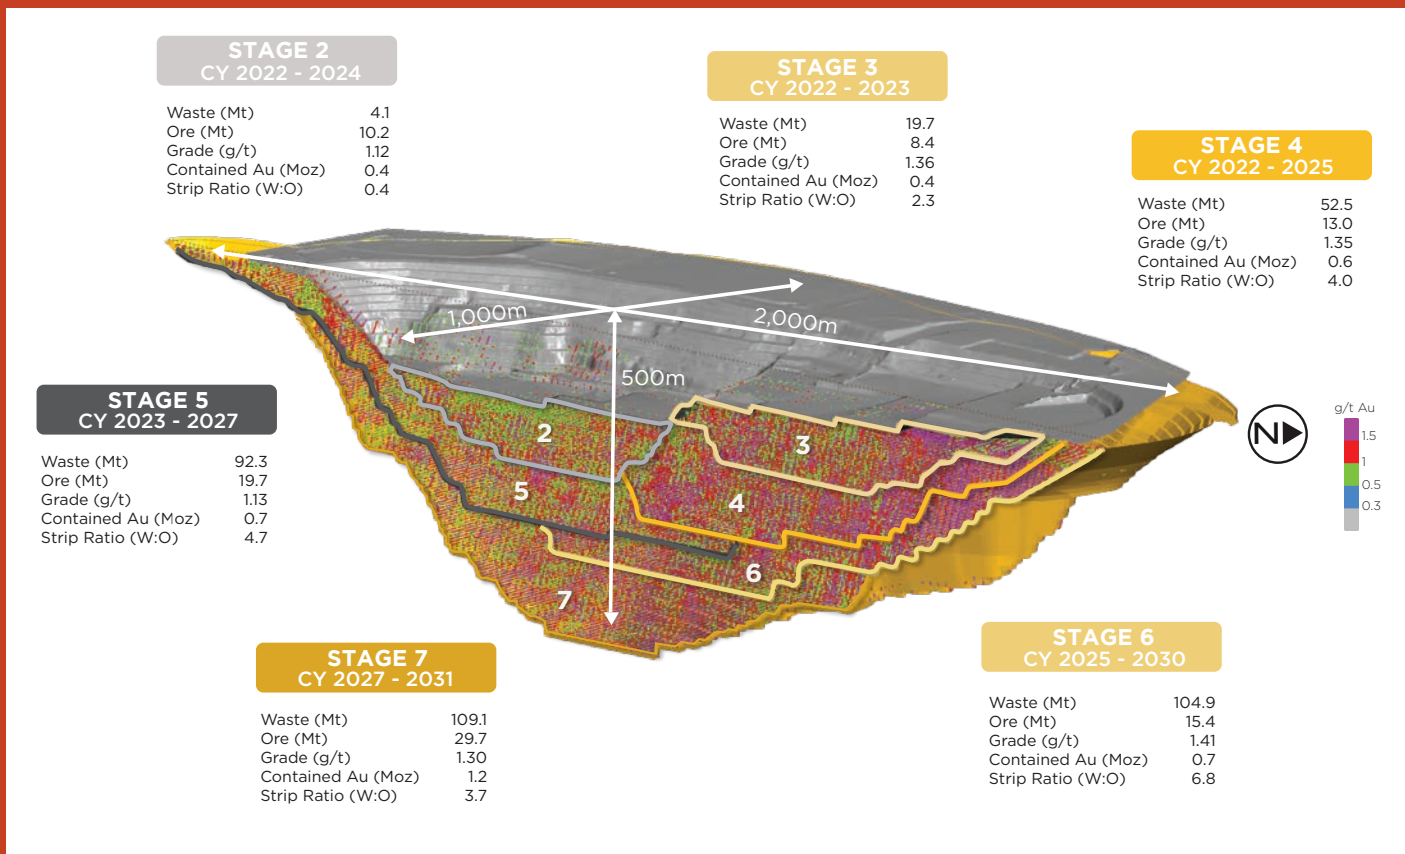 STAGE 2
CY 2022 - 2024
Waste (Mt) 4.1
Ore (Mt) 10.2
Grade (g/t) 1.12
Contained Au (Moz) 0.4
Strip Ratio (W:O) 0.4
STAGE 3
CY 2022 - 2023
Waste (Mt) 19.7
Ore (Mt) 8.4
Grade (g/t) 1.36
Contained Au (Moz) 0.4
Strip Ratio (W:O) 2.3
STAGE 4
CY 2022 - 2025
Waste (Mt) 52.5
Ore (Mt) 13.0
Grade (g/t) 1.35
Contained Au (Moz) 0.6
Strip Ratio (W:O) 4.0
1,000m
2,000m
500m
2
3
5
4
6
7
N
g/t Au
1.5
1
0.5
0.3
STAGE 5
CY 2023 - 2027
Waste (Mt) 92.3
Ore (Mt) 19.7
Grade (g/t) 1.13
Contained Au (Moz) 0.7
Strip Ratio (W:O) 4.7
STAGE 7
CY 2027 - 2031
Waste (Mt) 109.1
Ore (Mt) 29.7
Grade (g/t) 1.30
Contained Au (Moz) 1.2
Strip Ratio (W:O) 3.7
STAGE 6
CY 2025 - 2030
Waste (Mt) 104.9
Ore (Mt) 15.4
Grade (g/t) 1.41
Contained Au (Moz) 0.7
Strip Ratio (W:O) 6.8